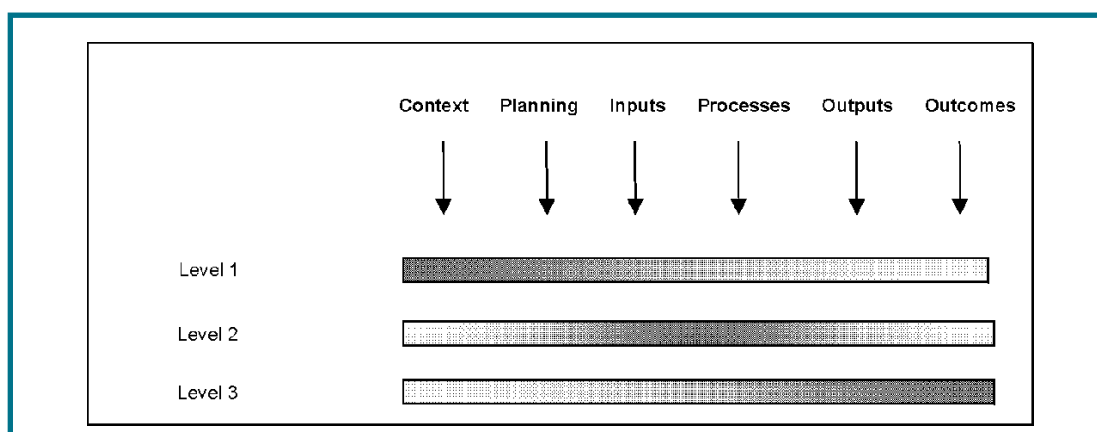 Context Planning Inputs Processes Outputs Outcomes
Level 1
Level 2
Level 3